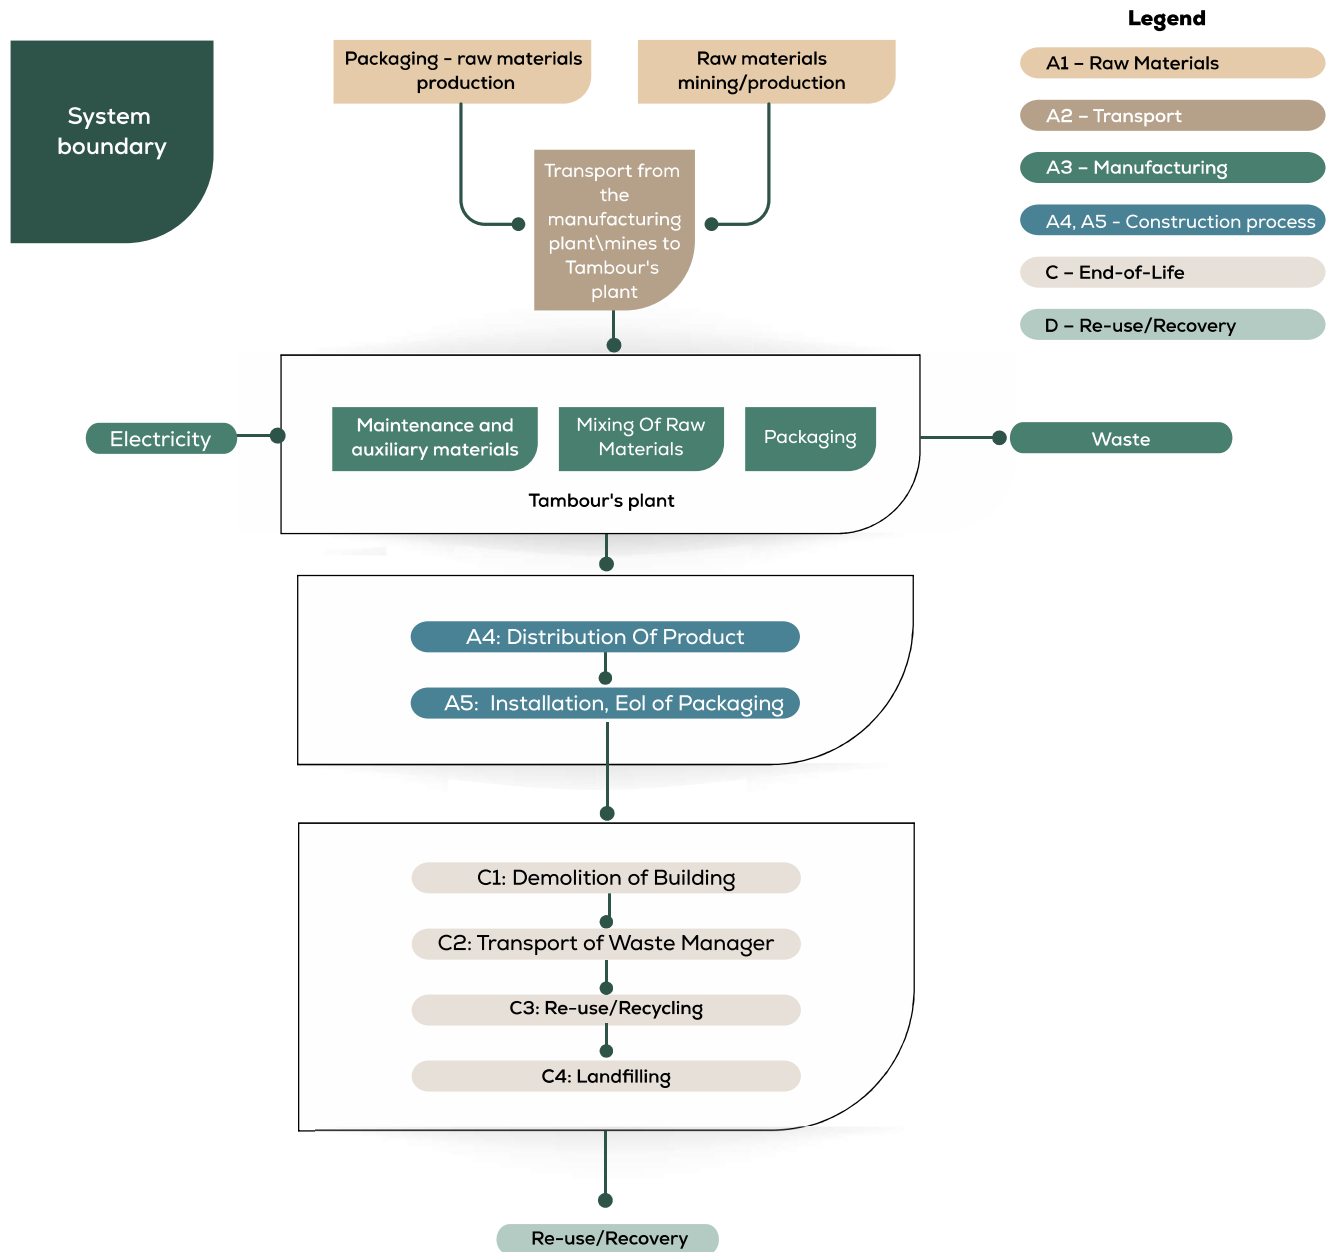 System
boundary
Packaging - raw materials
production
Raw materials
mining/production
Legend
A1 – Raw Materials
A2 – Transport
A3 – Manufacturing
A4, A5 - Construction process
C – End-of-Life
D – Re-use/Recovery
Transport from
the
manufacturing
plant\mines to
Tambour's
plant
Electricity
Maintenance and
auxiliary materials
Mixing Of Raw
Materials
Packaging
Waste
Tambour's plant
A4: Distribution Of Product
A5:  Installation, Eol of Packaging
C1: Demolition of Building
C2: Transport of Waste Manager
C3: Re-use/Recycling
C4: Landfilling
Re-use/Recovery